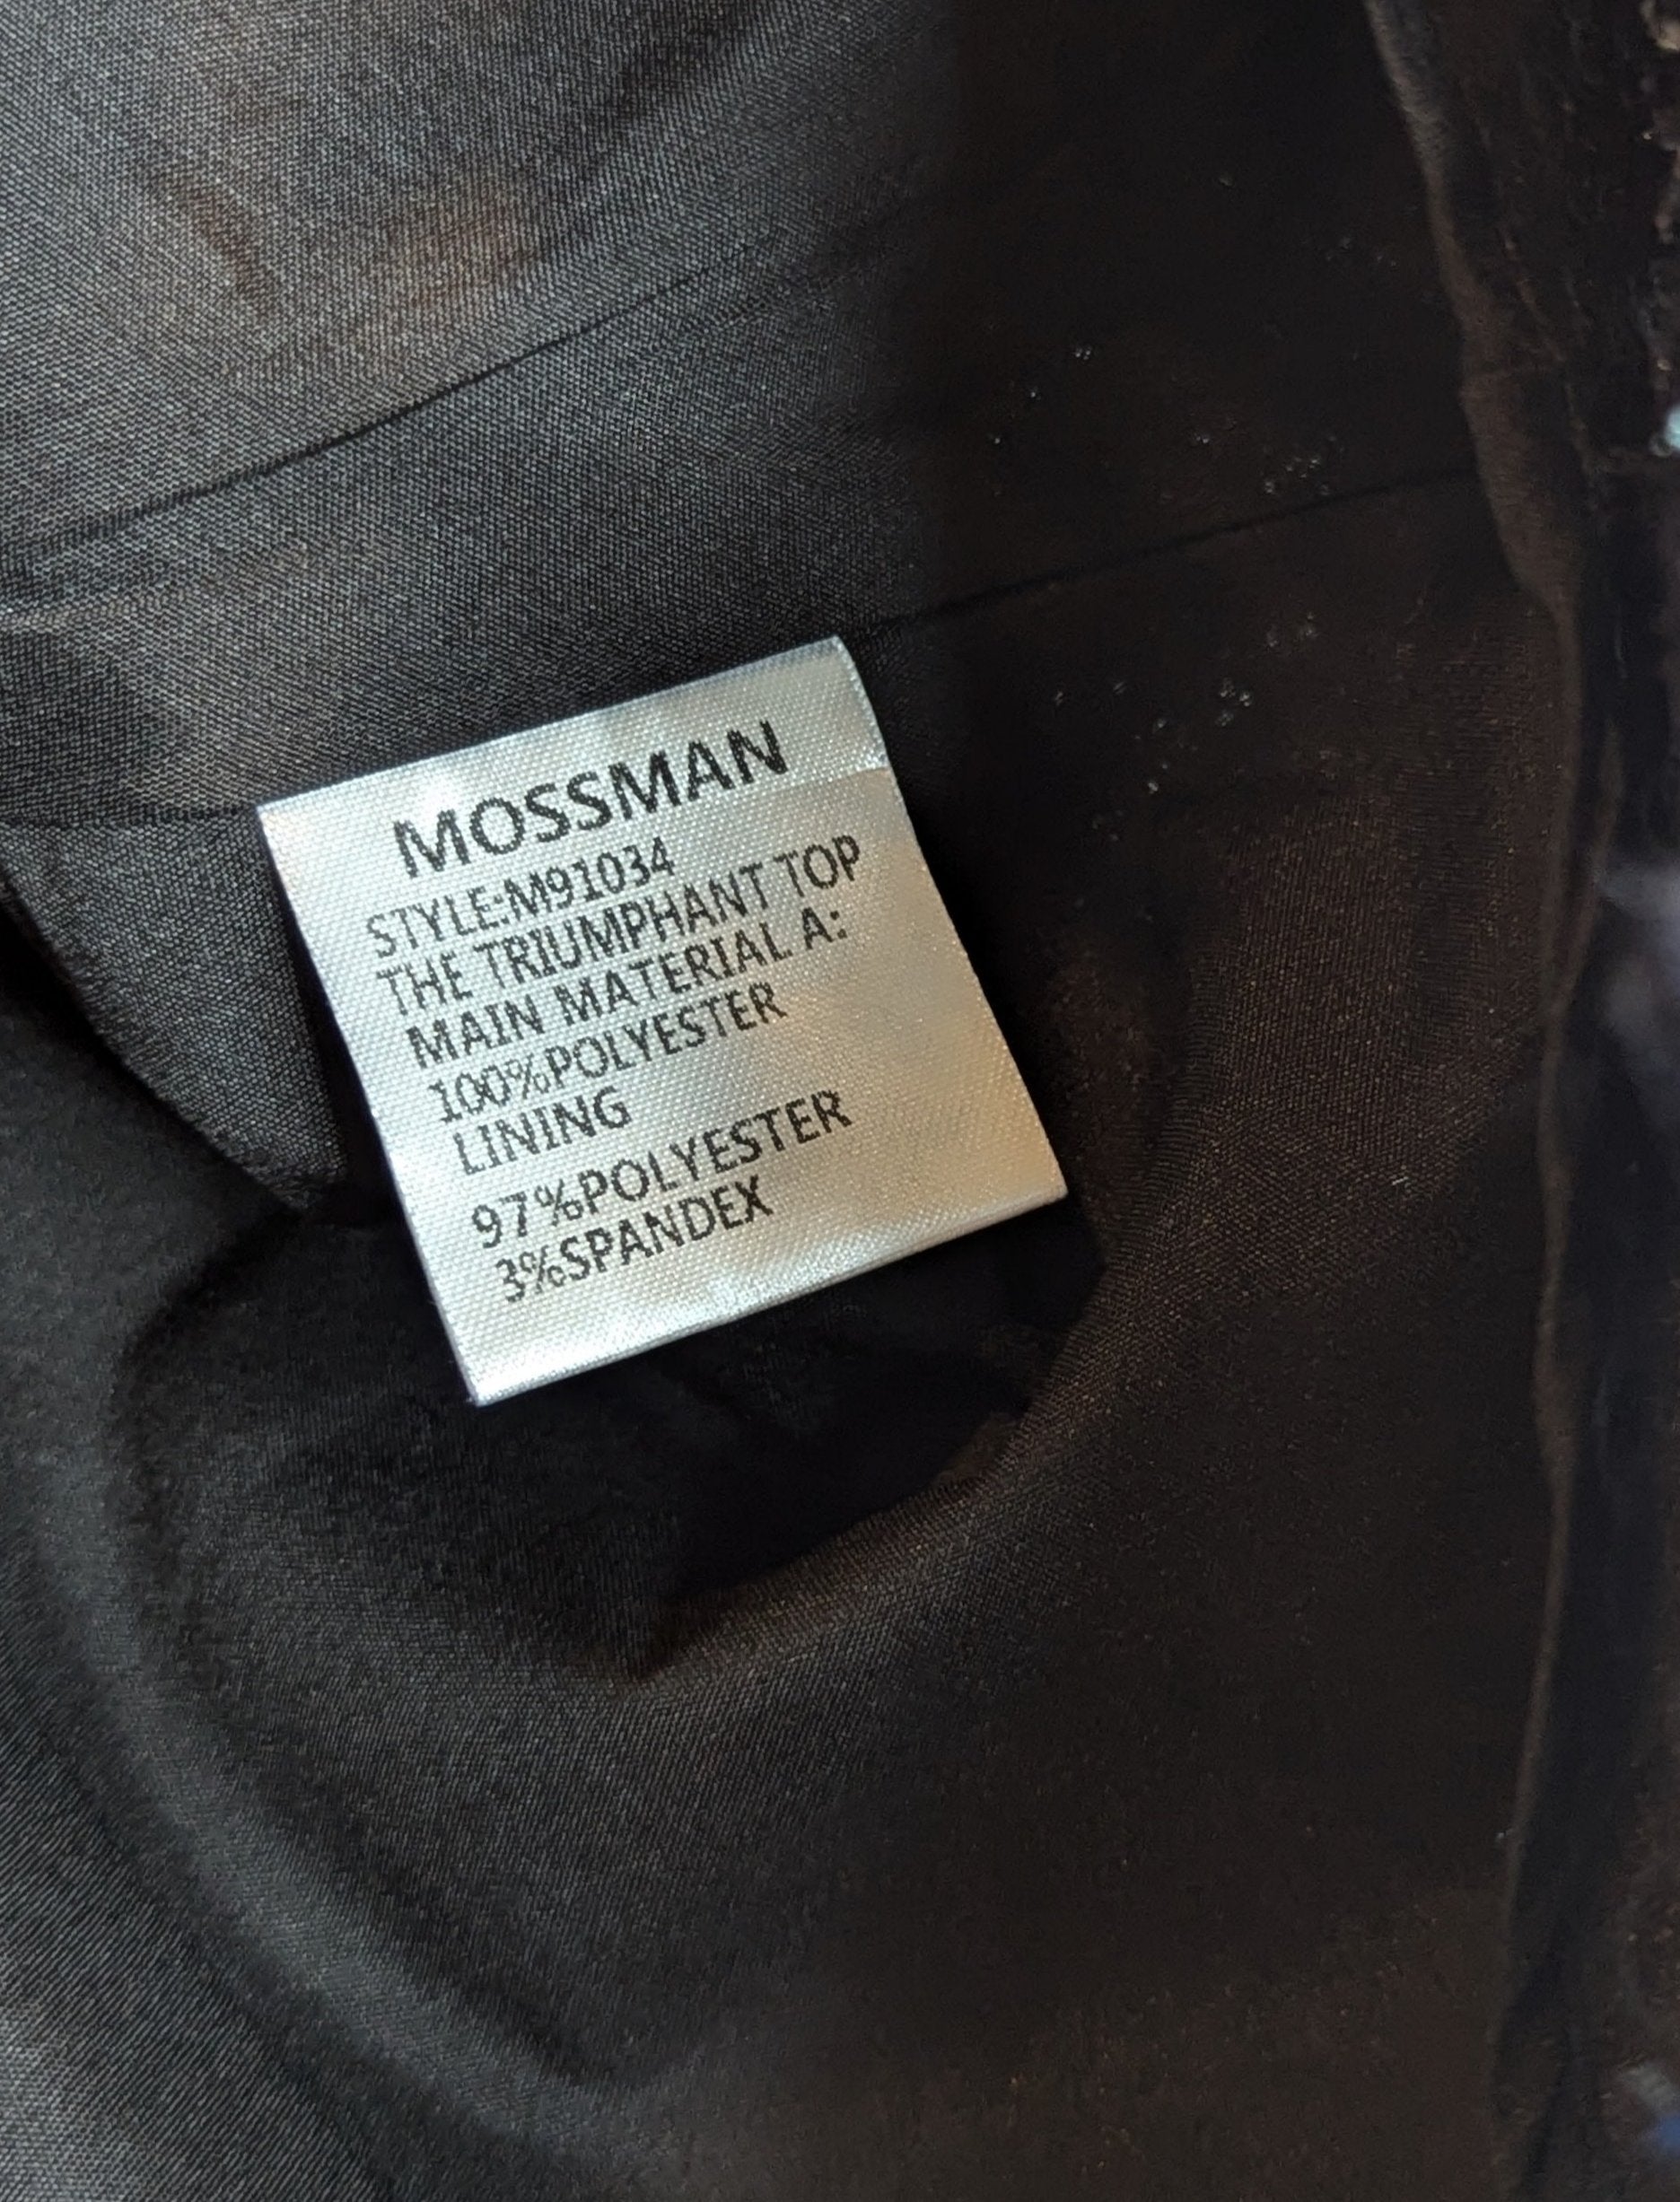 MOSSMAN
STYLE:M91034
THE TRIUMPHANT TOP
MAIN MATERIAL A:
100%POLYESTER
LINING
97%POLYESTER
3%SPANDEX